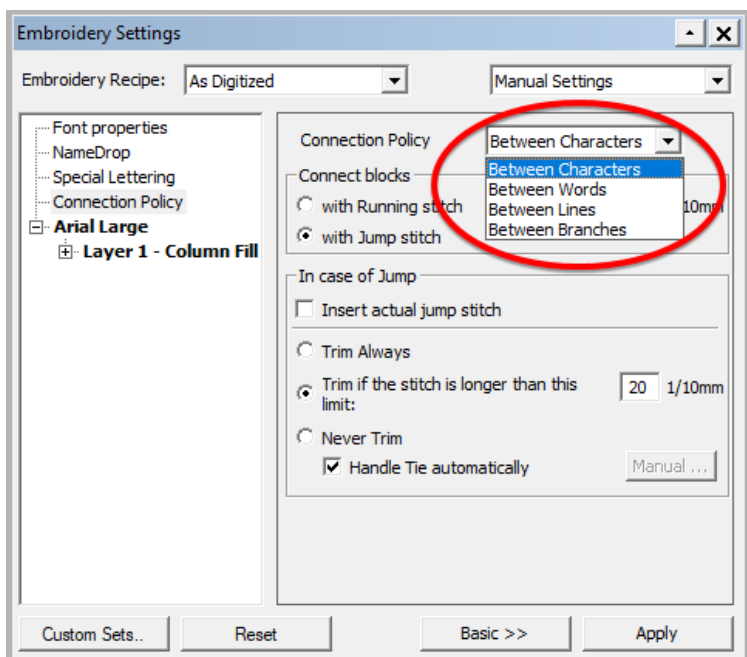 Embroidery Settings
Embroidery Recipe: As Digitized Manual Settings
Font properties
NameDrop
Special Lettering
Connection Policy
Arial Large
Layer 1 - Column Fill
Connection Policy Between Characters
Between Characters
Between Words
Between Lines
Between Branches
Connect blocks
with Running stitch 10mm
with Jump stitch
In case of Jump
Insert actual jump stitch
Trim Always
Trim if the stitch is longer than this
limit:
20 1/10mm
Never Trim
Handle Tie automatically Manual ...
Custom Sets.. Reset Basic >> Apply